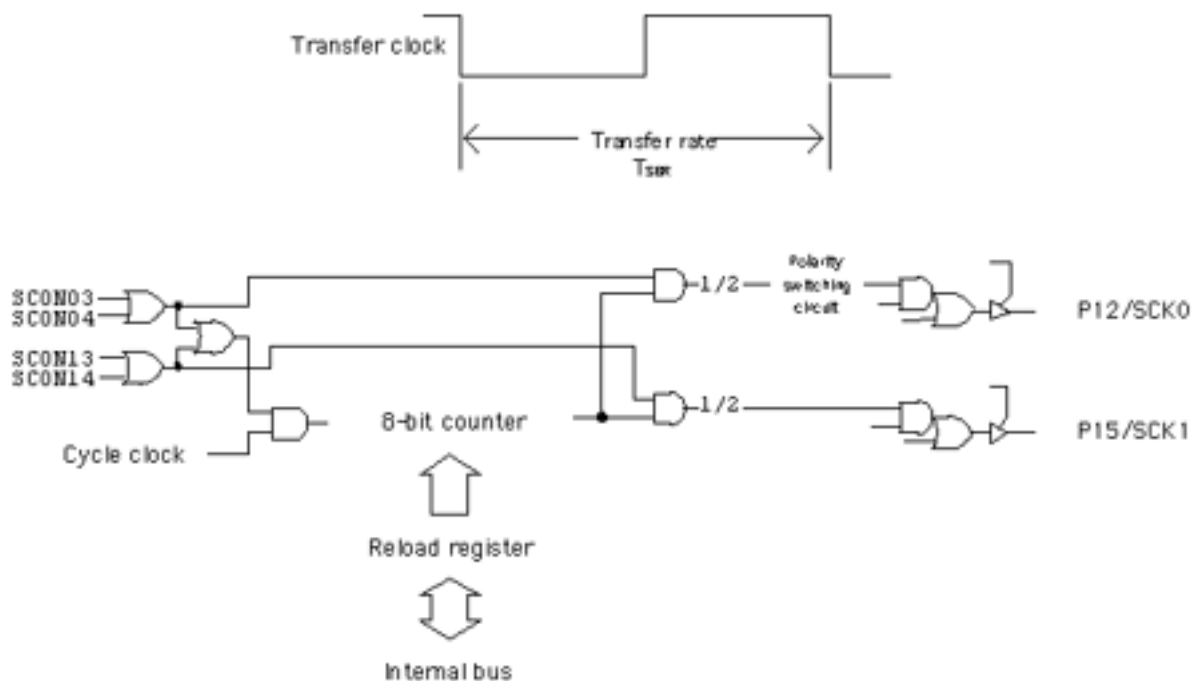 Transfer clock
Transfer rate
TSBR
SCON03
SCON04
SCON13
SCON14
Cycle clock
8-bit counter
Reload register
Internal bus
1/2
Polarity
switching
circuit
P12/SCK0
1/2
P15/SCK1